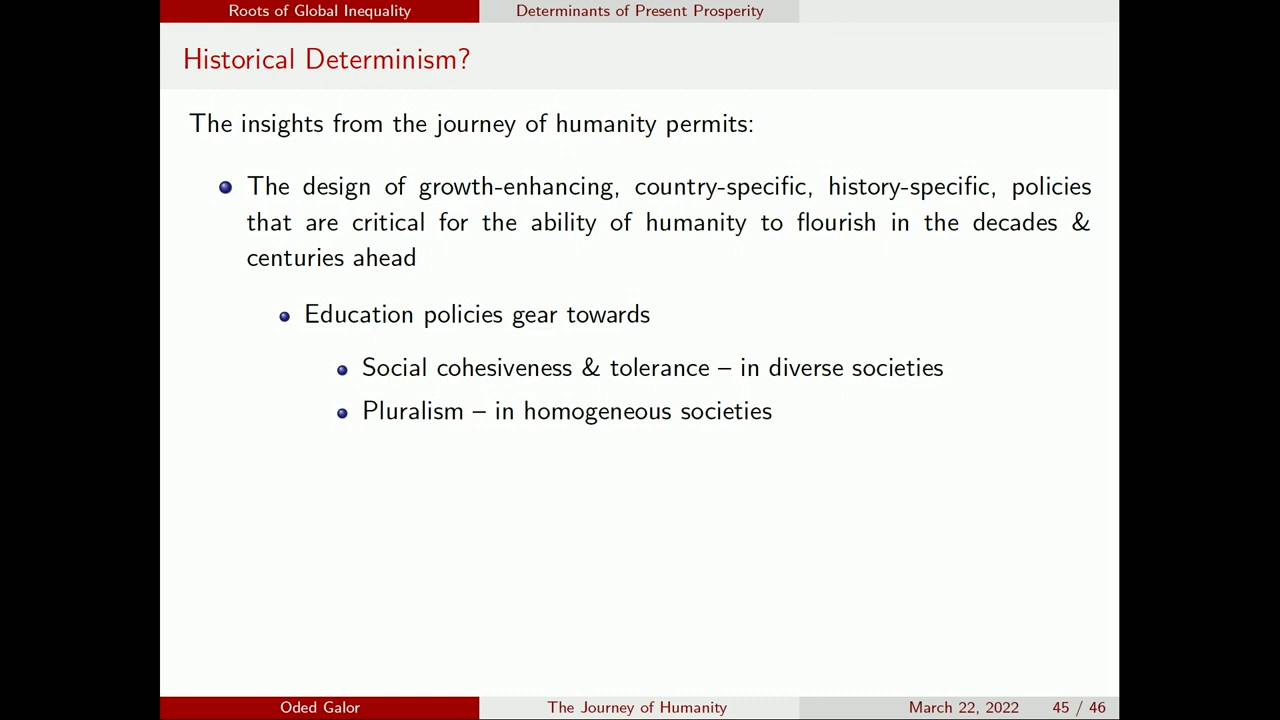 Roots of Global Inequality
Determinants of Present Prosperity
Historical Determinism?
The insights from the journey of humanity permits:
The design of growth-enhancing, country-specific, history-specific, policies
that are critical for the ability of humanity to flourish in the decades &
centuries ahead
Education policies gear towards
Social cohesiveness & tolerance – in diverse societies
Pluralism – in homogeneous societies
Oded Galor
The Journey of Humanity
March 22, 2022
45 / 46